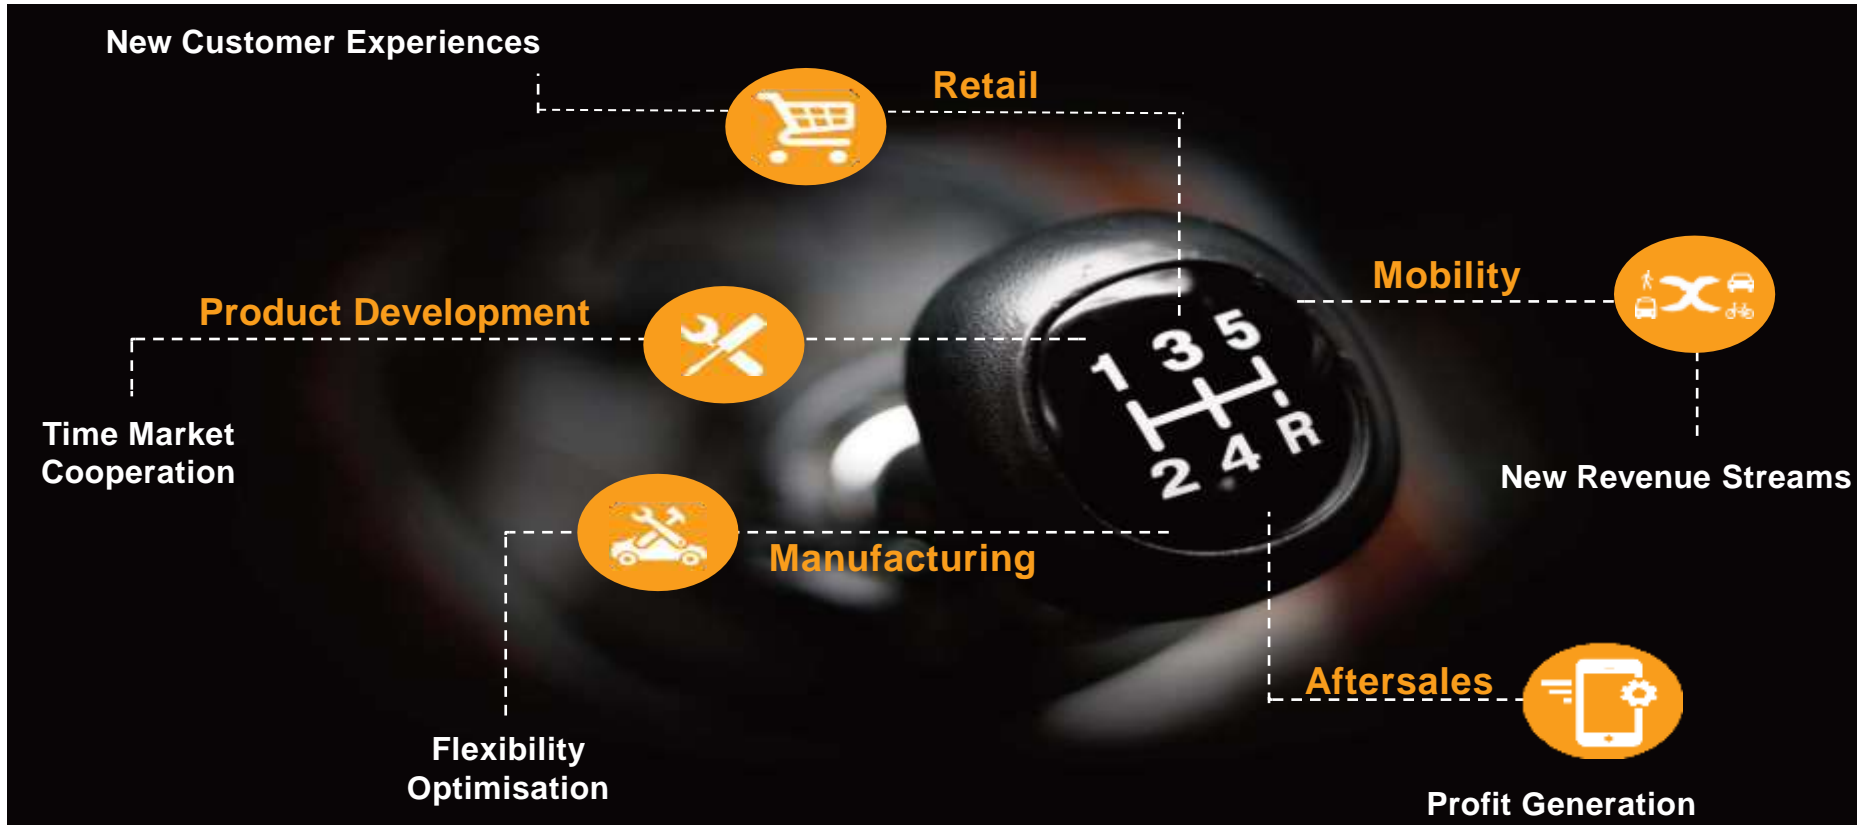 New Customer Experiences
Retail
Mobility
Product Development
1 3 5
Time Market
Cooperation
2 4 R
New Revenue Streams
Manufacturing
Aftersales
Flexibility
Optimisation
Profit Generation